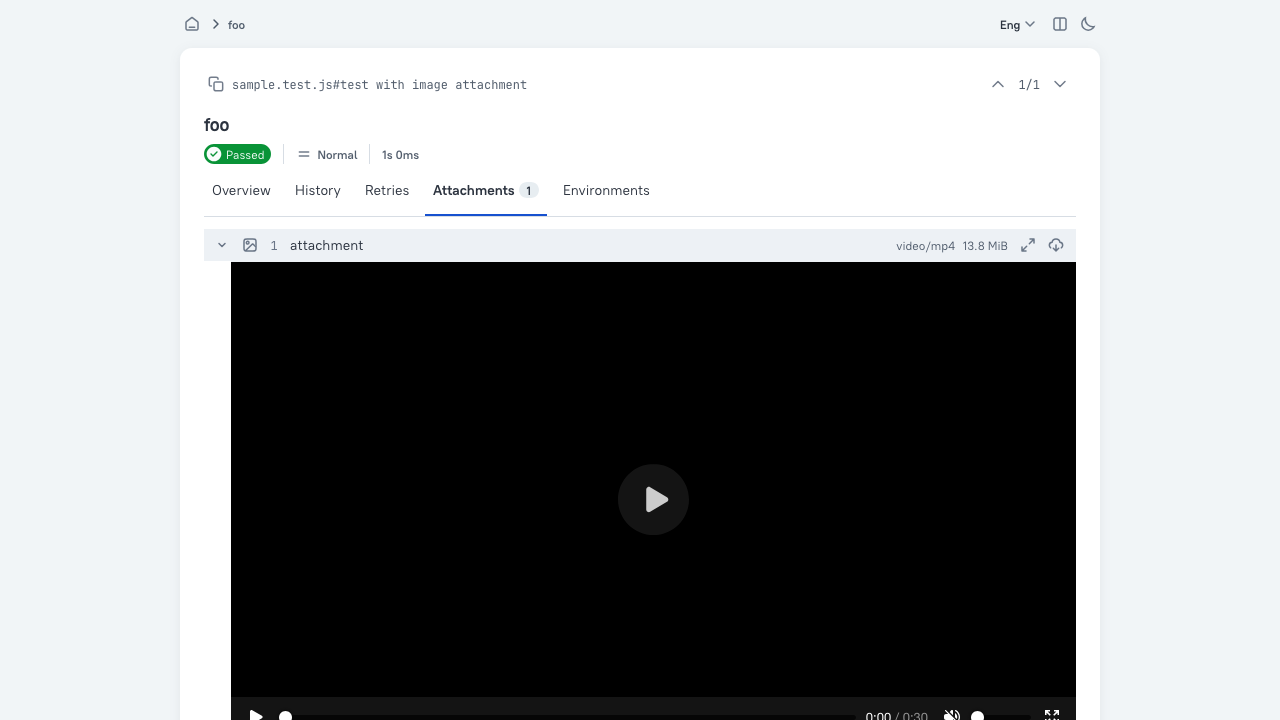 foo
Eng
sample.test.js#test with image attachment
1/1
foo
Passed
Normal
1s 0ms
Overview
History
Retries
Attachments 1
Environments
1 attachment
video/mp4 13.8 MiB
0:00 / 0:30